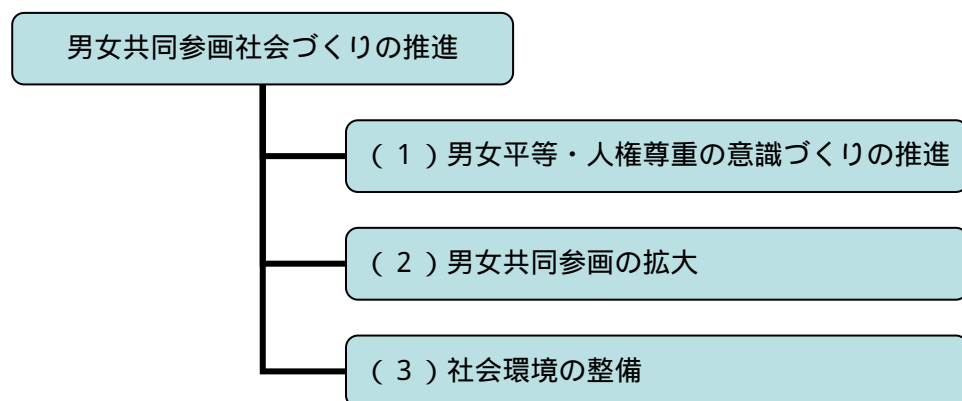 男女共同参画社会づくりの推進
(1)男女平等・人権尊重の意識づくりの推進
(2)男女共同参画の拡大
(3)社会環境の整備